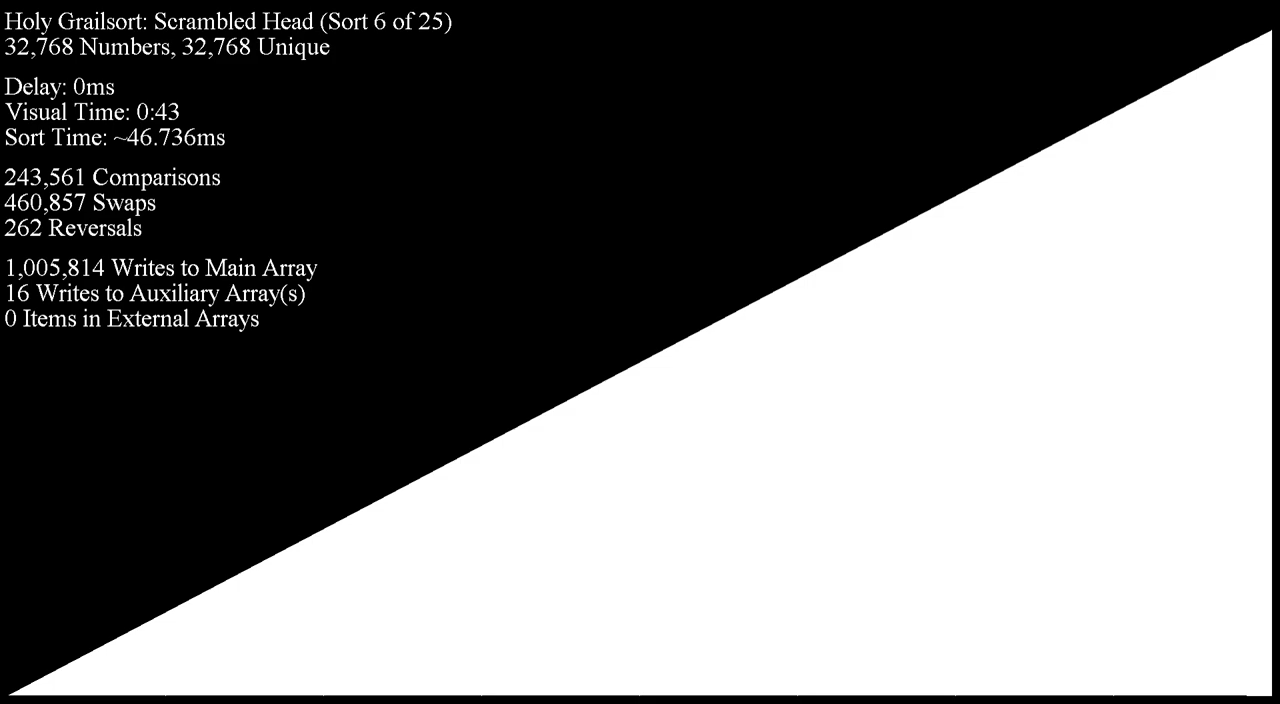 Holy Grailsort: Scrambled Head (Sort 6 of 25)
32,768 Numbers, 32,768 Unique
Delay: 0ms
Visual Time: 0:43
Sort Time: ~46.736ms
243,561 Comparisons
460,857 Swaps
262 Reversals
1,005,814 Writes to Main Array
16 Writes to Auxiliary Array(s)
0 Items in External Arrays